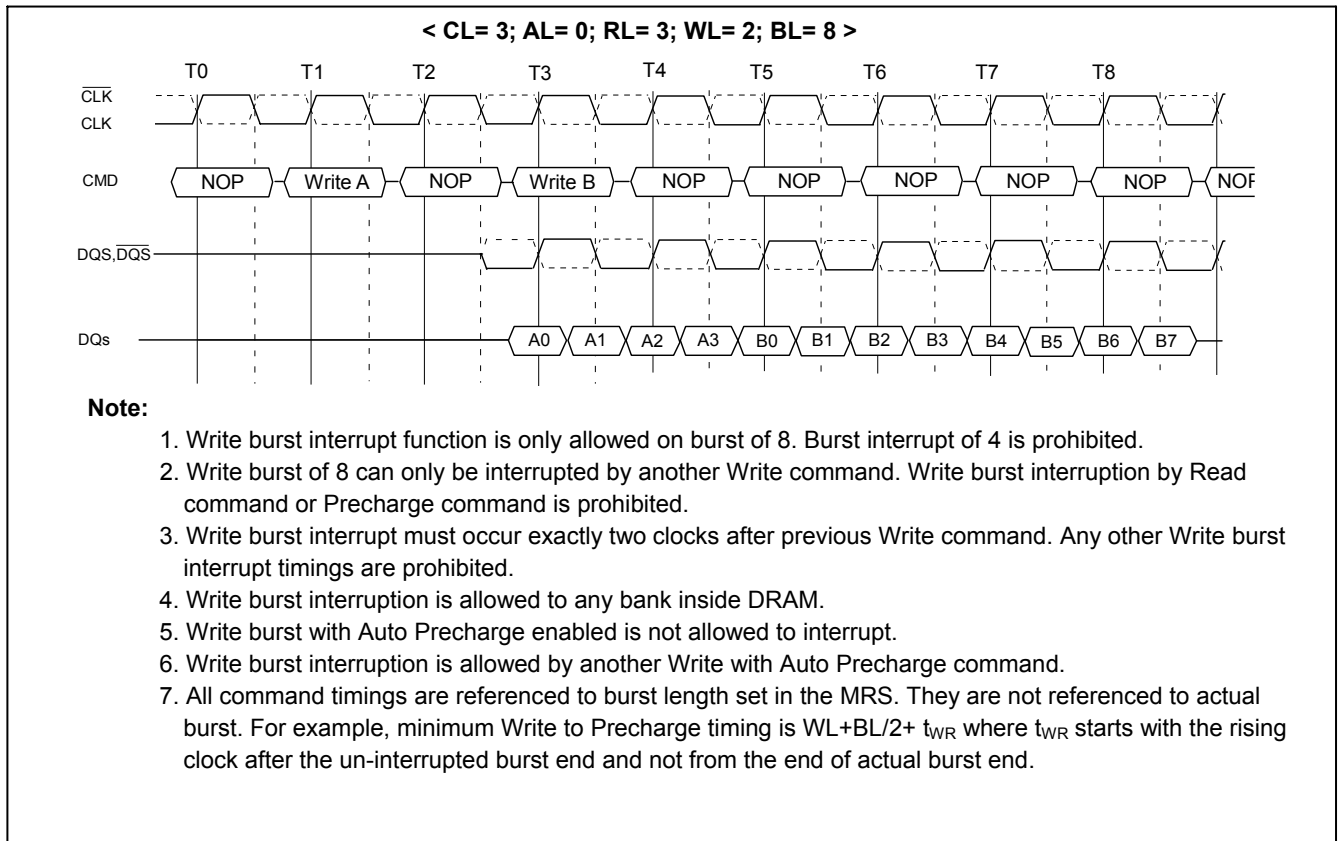 < CL= 3; AL= 0; RL= 3; WL= 2; BL= 8 >
T0 T1 T2 T3 T4 T5 T6 T7 T8
CLK
CLK
CMD NOP Write A NOP Write B NOP NOP NOP NOP NOP NOP
DQS,DQS
DQs A0 A1 A2 A3 B0 B1 B2 B3 B4 B5 B6 B7
Note:
1. Write burst interrupt function is only allowed on burst of 8. Burst interrupt of 4 is prohibited.
2. Write burst of 8 can only be interrupted by another Write command. Write burst interruption by Read
command or Precharge command is prohibited.
3. Write burst interrupt must occur exactly two clocks after previous Write command. Any other Write burst
interrupt timings are prohibited.
4. Write burst interruption is allowed to any bank inside DRAM.
5. Write burst with Auto Precharge enabled is not allowed to interrupt.
6. Write burst interruption is allowed by another Write with Auto Precharge command.
7. All command timings are referenced to burst length set in the MRS. They are not referenced to actual
burst. For example, minimum Write to Precharge timing is WL+BL/2+ tWR where tWR starts with the rising
clock after the un-interrupted burst end and not from the end of actual burst end.